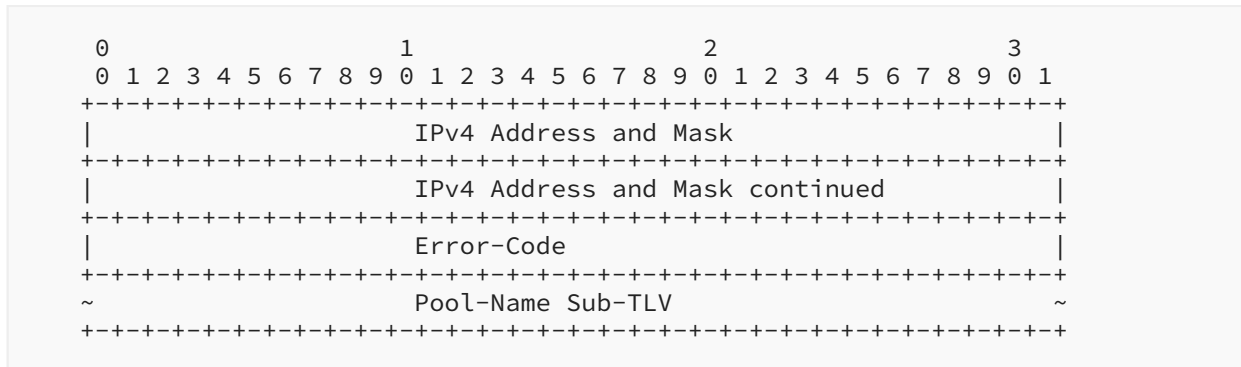 0                   1                   2                   3
 0 1 2 3 4 5 6 7 8 9 0 1 2 3 4 5 6 7 8 9 0 1 2 3 4 5 6 7 8 9 0 1
+-+-+-+-+-+-+-+-+-+-+-+-+-+-+-+-+-+-+-+-+-+-+-+-+-+-+-+-+-+-+-+-+
|                     IPv4 Address and Mask                     |
+-+-+-+-+-+-+-+-+-+-+-+-+-+-+-+-+-+-+-+-+-+-+-+-+-+-+-+-+-+-+-+-+
|                     IPv4 Address and Mask continued           |
+-+-+-+-+-+-+-+-+-+-+-+-+-+-+-+-+-+-+-+-+-+-+-+-+-+-+-+-+-+-+-+-+
|                     Error-Code                                |
+-+-+-+-+-+-+-+-+-+-+-+-+-+-+-+-+-+-+-+-+-+-+-+-+-+-+-+-+-+-+-+-+
~                     Pool-Name Sub-TLV                         ~
+-+-+-+-+-+-+-+-+-+-+-+-+-+-+-+-+-+-+-+-+-+-+-+-+-+-+-+-+-+-+-+-+